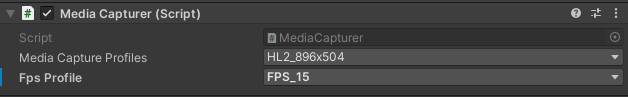 Media Capturer (Script)
Script MediaCapturer
Media Capture Profiles HL2_896x504
Fps Profile FPS_15